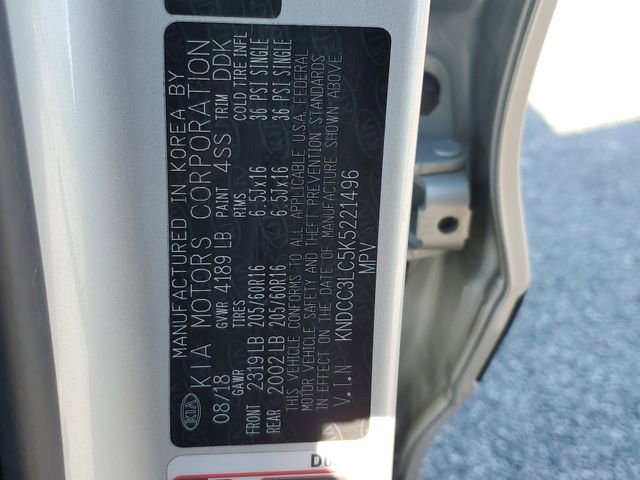 MANUFACTURED IN KOREA BY
KIA KIA MOTORS CORPORATION
08/18 GVWR 4189 LB PAINT 4SS TRIM DDK
GAWR TIRES RIMS COLD TIRE INFL
FRONT 2319 LB 205/60R16 6.5Jx16 36 PSI SINGLE
REAR 2002 LB 205/60R16 6.5Jx16 36 PSI SINGLE
THIS VEHICLE CONFORMS TO ALL APPLICABLE U.S.A. FEDERAL
MOTOR VEHICLE SAFETY AND THEFT PREVENTION STANDARDS
IN EFFECT ON THE DATE OF MANUFACTURE SHOWN ABOVE.
V.I.N KNDCC3LC5K5221496
MPV